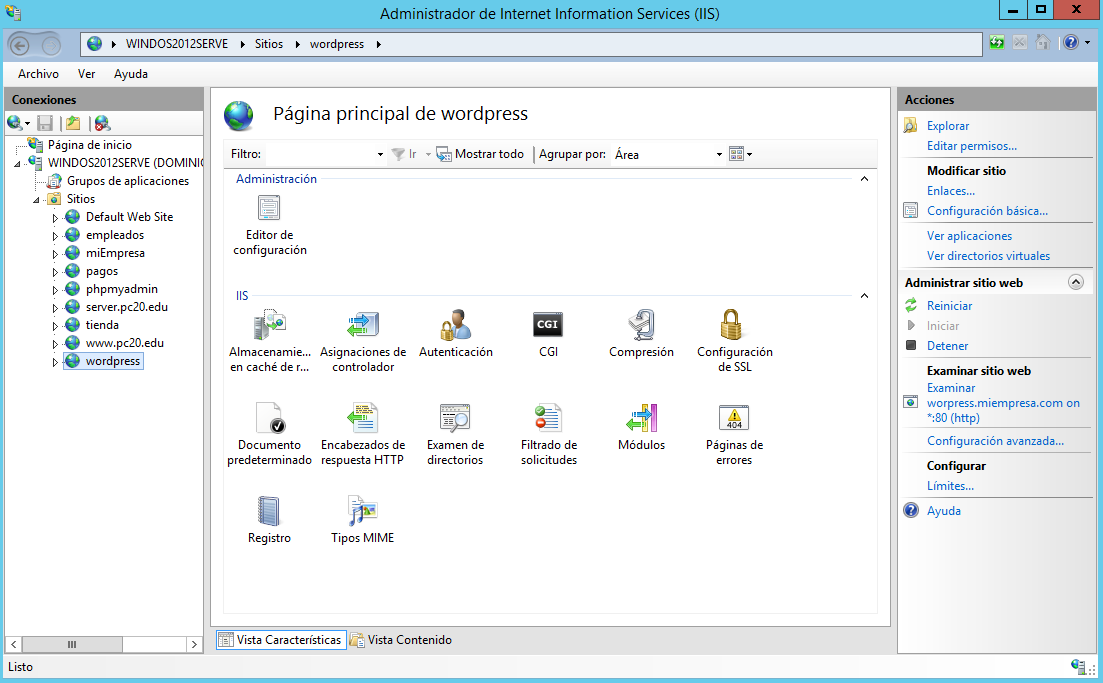 Administrador de Internet Information Services (IIS)
WINDOS2012SERVE
Sitios
wordpress
Archivo
Ver
Ayuda
Conexiones
Página de inicio
WINDOS2012SERVE (DOMINIC
Grupos de aplicaciones
Sitios
Default Web Site
empleados
miEmpresa
pagos
phpmyadmin
server.pc20.edu
tienda
www.pc20.edu
wordpress
Página principal de wordpress
Filtro:
Ir
Mostrar todo
Agrupar por:
Área
Administración
Editor de
configuración
IIS
Almacenamie...
en caché de r...
Asignaciones de
controlador
Autenticación
CGI
CGI
Compresión
Configuración
de SSL
Documento
predeterminado
Encabezados de
respuesta HTTP
Examen de
directorios
Filtrado de
solicitudes
Módulos
404
Páginas de
errores
Registro
Tipos MIME
Vista Características
Vista Contenido
Acciones
Explorar
Editar permisos...
Modificar sitio
Enlaces...
Configuración básica...
Ver aplicaciones
Ver directorios virtuales
Administrar sitio web
Reiniciar
Iniciar
Detener
Examinar sitio web
Examinar
worpress.miempresa.com on
*:80 (http)
Configuración avanzada...
Configurar
Límites...
Ayuda
Listo